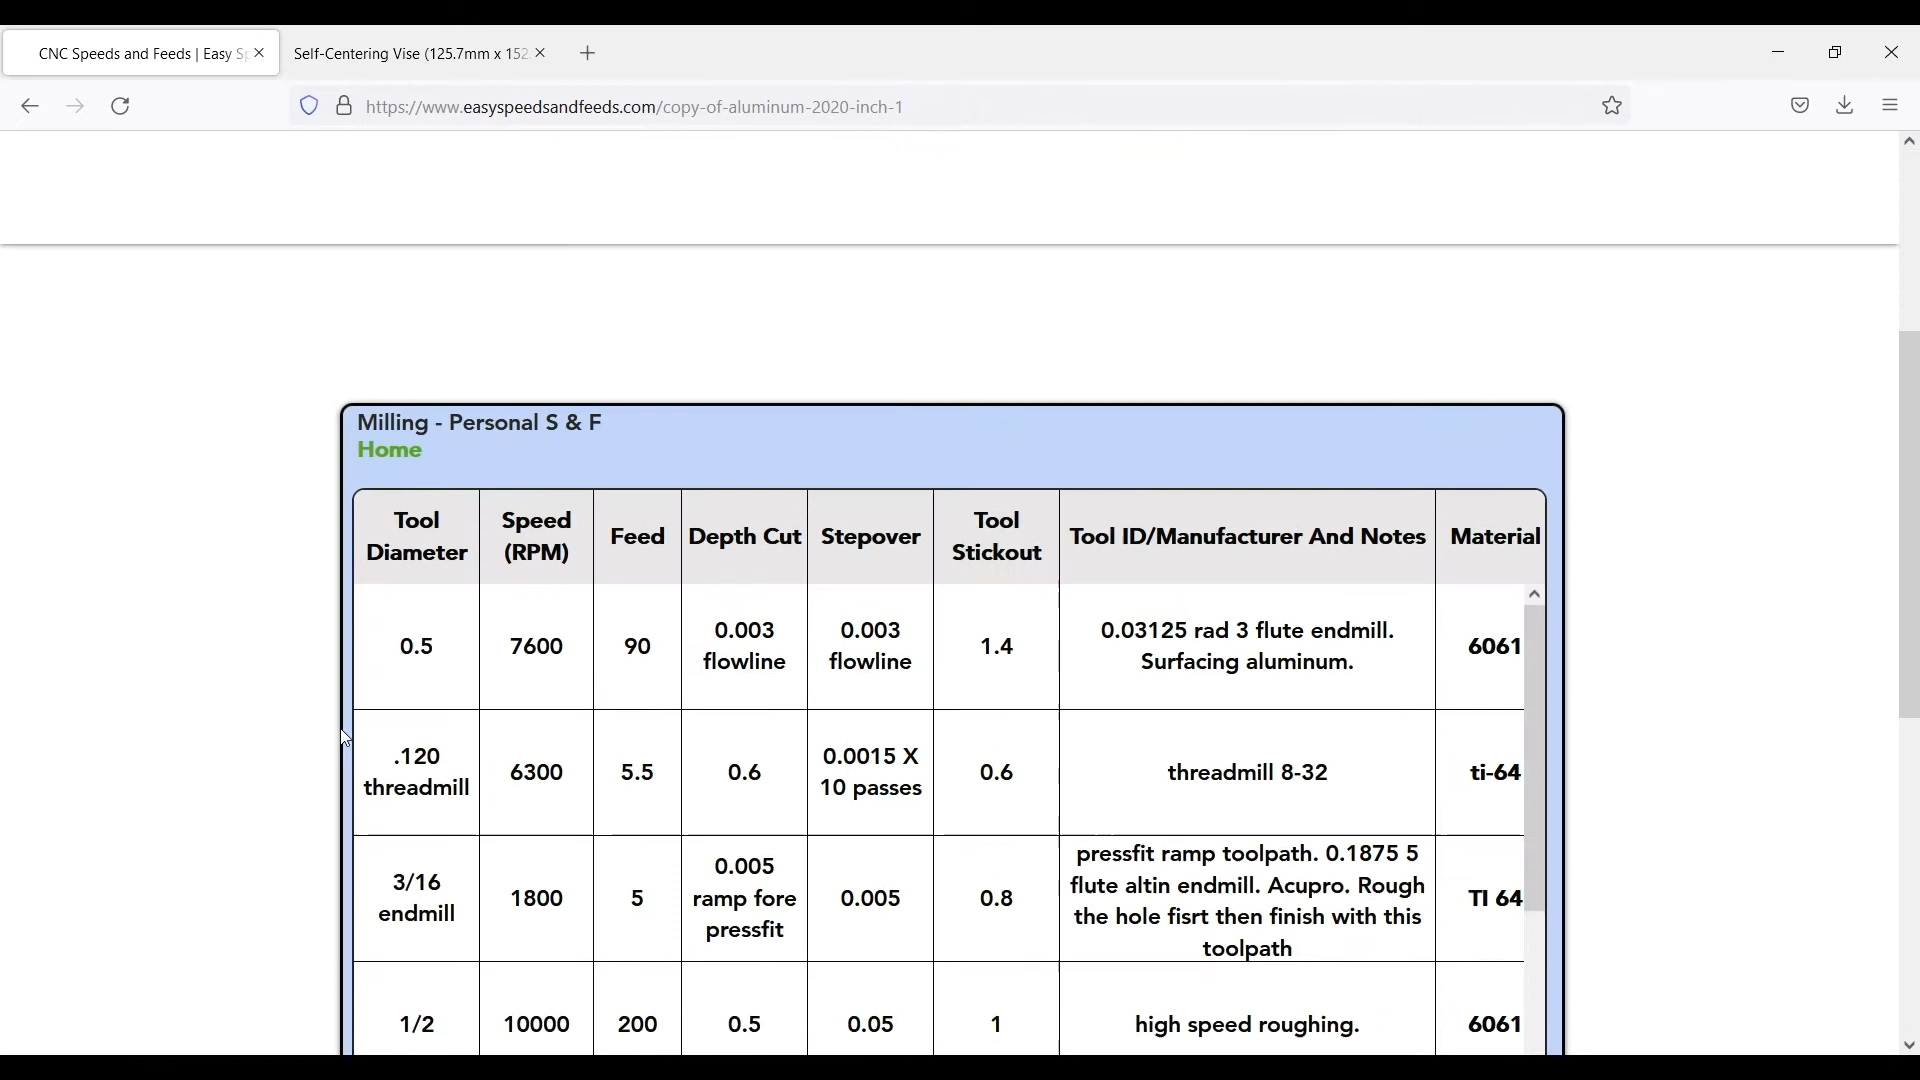 CNC Speeds and Feeds | Easy Sp
Self-Centering Vise (125.7mm x 152
https://www.easyspeedsandfeeds.com/copy-of-aluminum-2020-inch-1
Milling - Personal S & F
Home
Tool
Diameter
Speed
(RPM)
Feed
Depth Cut
Stepover
Tool
Stickout
Tool ID/Manufacturer And Notes
Material
0.5
7600
90
0.003
flowline
0.003
flowline
1.4
0.03125 rad 3 flute endmill.
Surfacing aluminum.
6061
.120
threadmill
6300
5.5
0.6
0.0015 X
10 passes
0.6
threadmill 8-32
ti-64
3/16
endmill
1800
5
0.005
ramp fore
pressfit
0.005
0.8
pressfit ramp toolpath. 0.1875 5
flute altin endmill. Acupro. Rough
the hole fisrt then finish with this
toolpath
TI 64
1/2
10000
200
0.5
0.05
1
high speed roughing.
6061